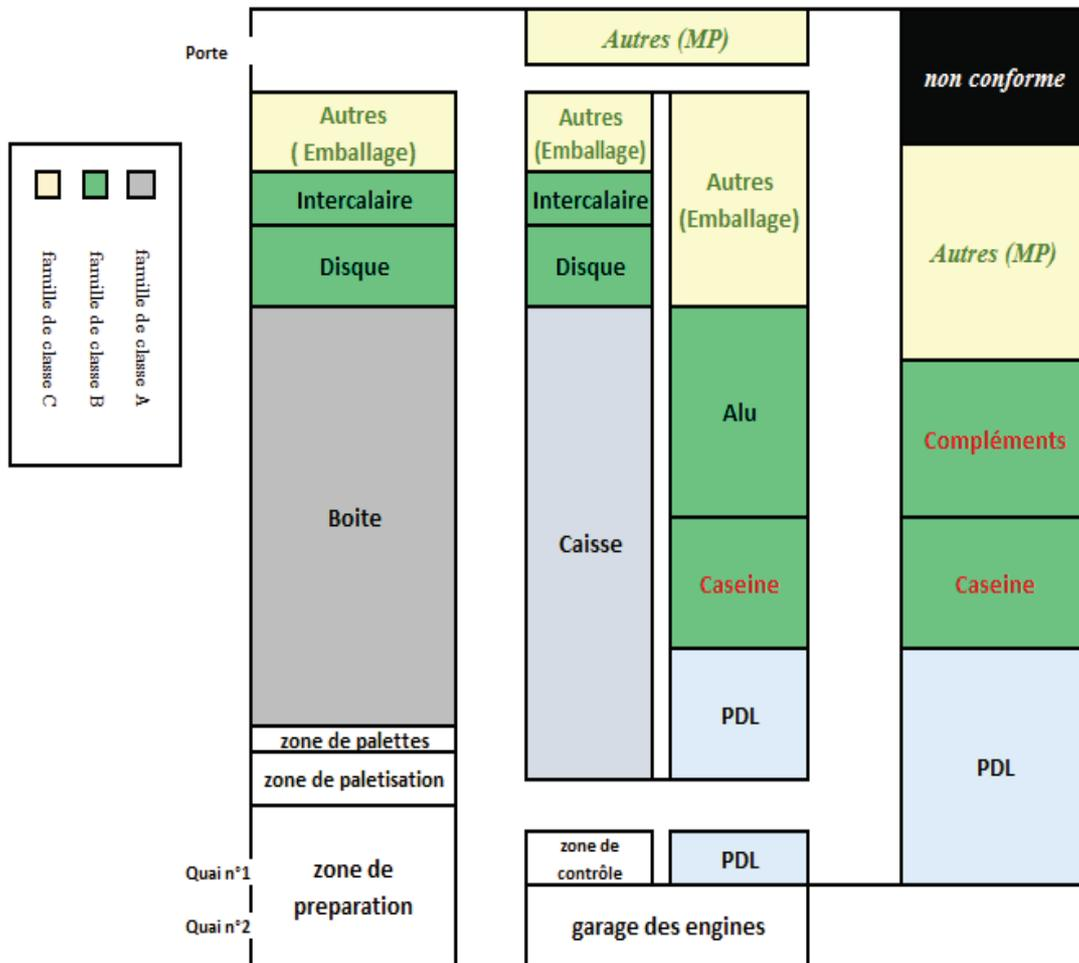 Porte
Autres (MP)
non conforme
Autres
( Emballage)
Autres
(Emballage)
Autres
(Emballage)
Intercalaire
Intercalaire
Disque
Disque
Autres (MP)
famille de classe C
famille de classe B
famille de classe A
Boite
Caisse
Alu
Compléments
Caseine
Caseine
PDL
PDL
zone de palettes
zone de paletisation
zone de
preparation
zone de
contrôle
PDL
Quai n°1
Quai n°2
garage des engines